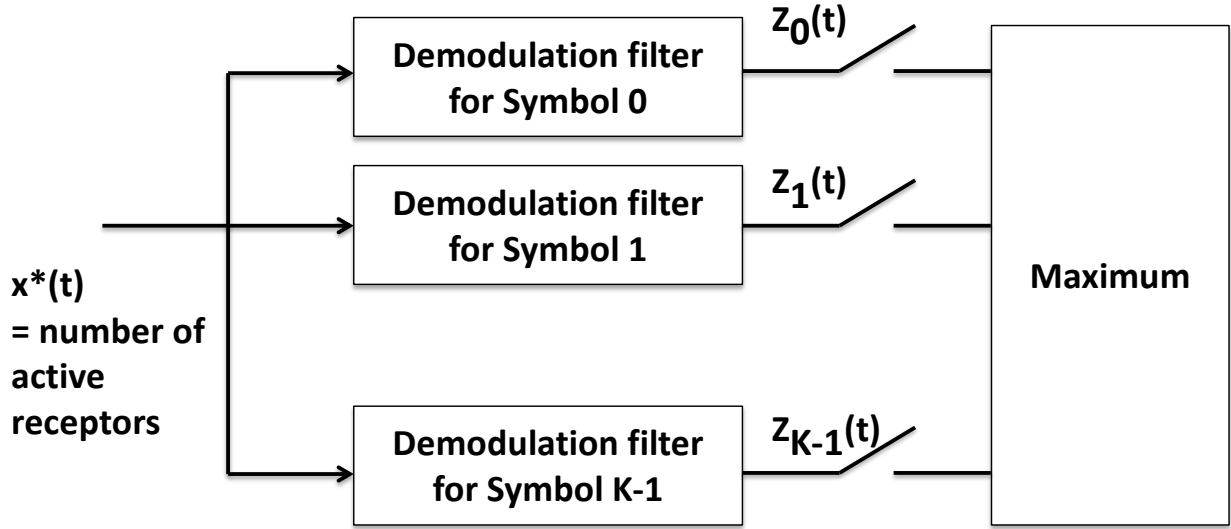 Demodulation filter
for Symbol 0
Z0(t)
Demodulation filter
for Symbol 1
Z1(t)
Maximum
x*(t)
= number of
active
receptors
Demodulation filter
for Symbol K-1
ZK-1(t)